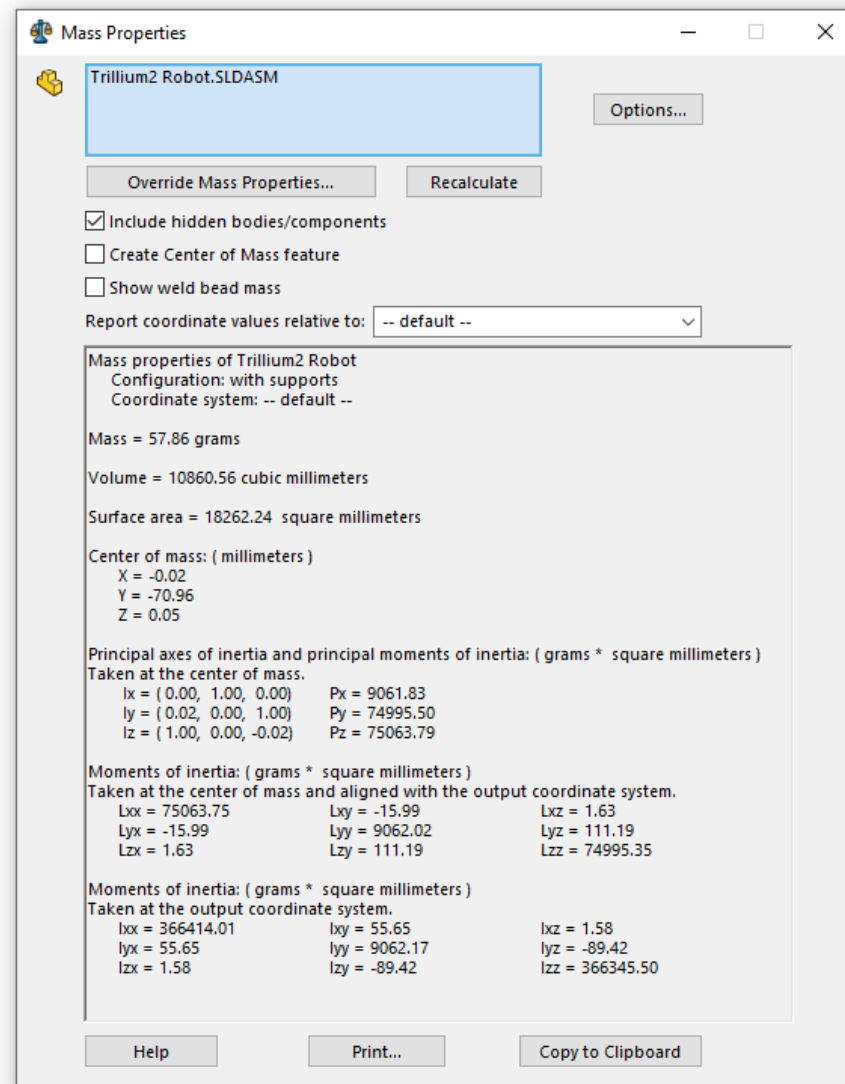 Mass Properties
Trillium2 Robot.SLDASM
Options...
Override Mass Properties...
Recalculate
Include hidden bodies/components
Create Center of Mass feature
Show weld bead mass
Report coordinate values relative to: -- default --
Mass properties of Trillium2 Robot
Configuration: with supports
Coordinate system: -- default --
Mass = 57.86 grams
Volume = 10860.56 cubic millimeters
Surface area = 18262.24 square millimeters
Center of mass: ( millimeters )
X = -0.02
Y = -70.96
Z = 0.05
Principal axes of inertia and principal moments of inertia: ( grams * square millimeters )
Taken at the center of mass.
Ix = ( 0.00, 1.00, 0.00) Px = 9061.83
Iy = ( 0.02, 0.00, 1.00) Py = 74995.50
Iz = ( 1.00, 0.00, -0.02) Pz = 75063.79
Moments of inertia: ( grams * square millimeters )
Taken at the center of mass and aligned with the output coordinate system.
Lxx = 75063.75 Lxy = -15.99 Lxz = 1.63
Lyx = -15.99 Lyy = 9062.02 Lyz = 111.19
Lzx = 1.63 Lzy = 111.19 Lzz = 74995.35
Moments of inertia: ( grams * square millimeters )
Taken at the output coordinate system.
Ixx = 366414.01 Ixy = 55.65 Ixz = 1.58
Iyx = 55.65 Iyy = 9062.17 Iyz = -89.42
Izx = 1.58 Izy = -89.42 Izz = 366345.50
Help
Print...
Copy to Clipboard